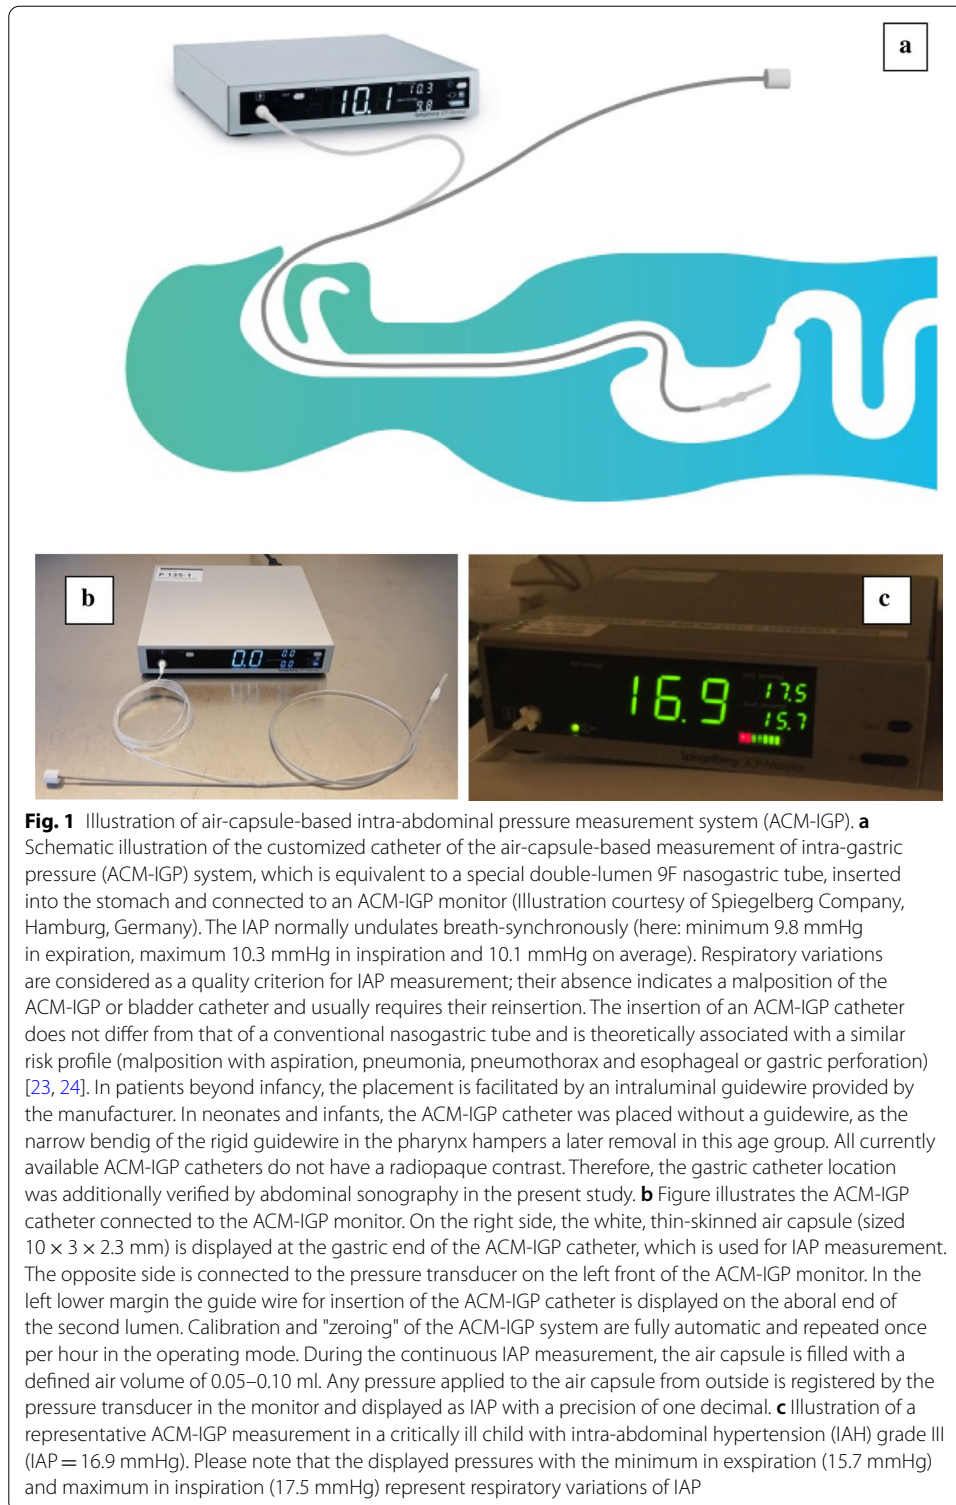 a
10.1
10.3
9.8
Spiegelberg ICP-Monitor
b
P 135-1
0.0
0.0
0.0
c
16.9
17.5
15.7
Spiegelberg ICP-Monitor
Fig. 1 Illustration of air-capsule-based intra-abdominal pressure measurement system (ACM-IGP). a
Schematic illustration of the customized catheter of the air-capsule-based measurement of intra-gastric
pressure (ACM-IGP) system, which is equivalent to a special double-lumen 9F nasogastric tube, inserted
into the stomach and connected to an ACM-IGP monitor (Illustration courtesy of Spiegelberg Company,
Hamburg, Germany). The IAP normally undulates breath-synchronously (here: minimum 9.8 mmHg
in expiration, maximum 10.3 mmHg in inspiration and 10.1 mmHg on average). Respiratory variations
are considered as a quality criterion for IAP measurement; their absence indicates a malposition of the
ACM-IGP or bladder catheter and usually requires their reinsertion. The insertion of an ACM-IGP catheter
does not differ from that of a conventional nasogastric tube and is theoretically associated with a similar
risk profile (malposition with aspiration, pneumonia, pneumothorax and esophageal or gastric perforation)
[23, 24]. In patients beyond infancy, the placement is facilitated by an intraluminal guidewire provided by
the manufacturer. In neonates and infants, the ACM-IGP catheter was placed without a guidewire, as the
narrow bendig of the rigid guidewire in the pharynx hampers a later removal in this age group. All currently
available ACM-IGP catheters do not have a radiopaque contrast. Therefore, the gastric catheter location
was additionally verified by abdominal sonography in the present study. b Figure illustrates the ACM-IGP
catheter connected to the ACM-IGP monitor. On the right side, the white, thin-skinned air capsule (sized
10 × 3 × 2.3 mm) is displayed at the gastric end of the ACM-IGP catheter, which is used for IAP measurement.
The opposite side is connected to the pressure transducer on the left front of the ACM-IGP monitor. In the
left lower margin the guide wire for insertion of the ACM-IGP catheter is displayed on the aboral end of
the second lumen. Calibration and "zeroing" of the ACM-IGP system are fully automatic and repeated once
per hour in the operating mode. During the continuous IAP measurement, the air capsule is filled with a
defined air volume of 0.05–0.10 ml. Any pressure applied to the air capsule from outside is registered by the
pressure transducer in the monitor and displayed as IAP with a precision of one decimal. c Illustration of a
representative ACM-IGP measurement in a critically ill child with intra-abdominal hypertension (IAH) grade III
(IAP = 16.9 mmHg). Please note that the displayed pressures with the minimum in exspiration (15.7 mmHg)
and maximum in inspiration (17.5 mmHg) represent respiratory variations of IAP